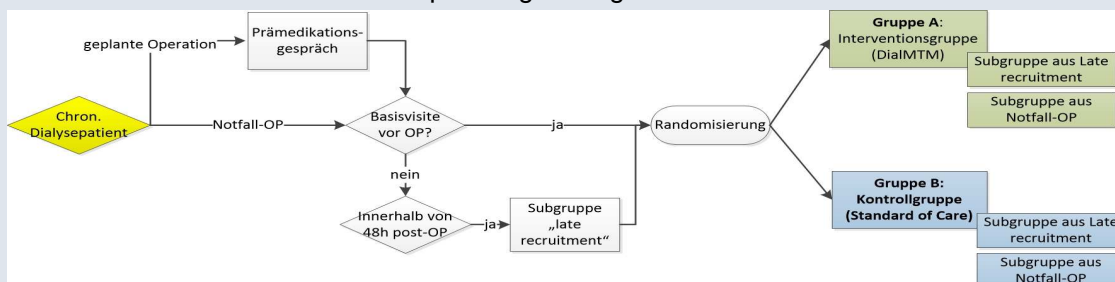 geplante Operation
Prämedikations-
gespräch
Chron.
Dialysepatient
Notfall-OP
Basisvisite
vor OP?
ja
nein
Innerhalb von
48h post-OP
ja
Subgruppe
„late
recruitment“
Randomisierung
Gruppe A:
Interventionsgruppe
(DialMTM)
Subgruppe aus Late
recruitment
Subgruppe aus
Notfall-OP
Gruppe B:
Kontrollgruppe
(Standard of Care)
Subgruppe aus Late
recruitment
Subgruppe aus
Notfall-OP